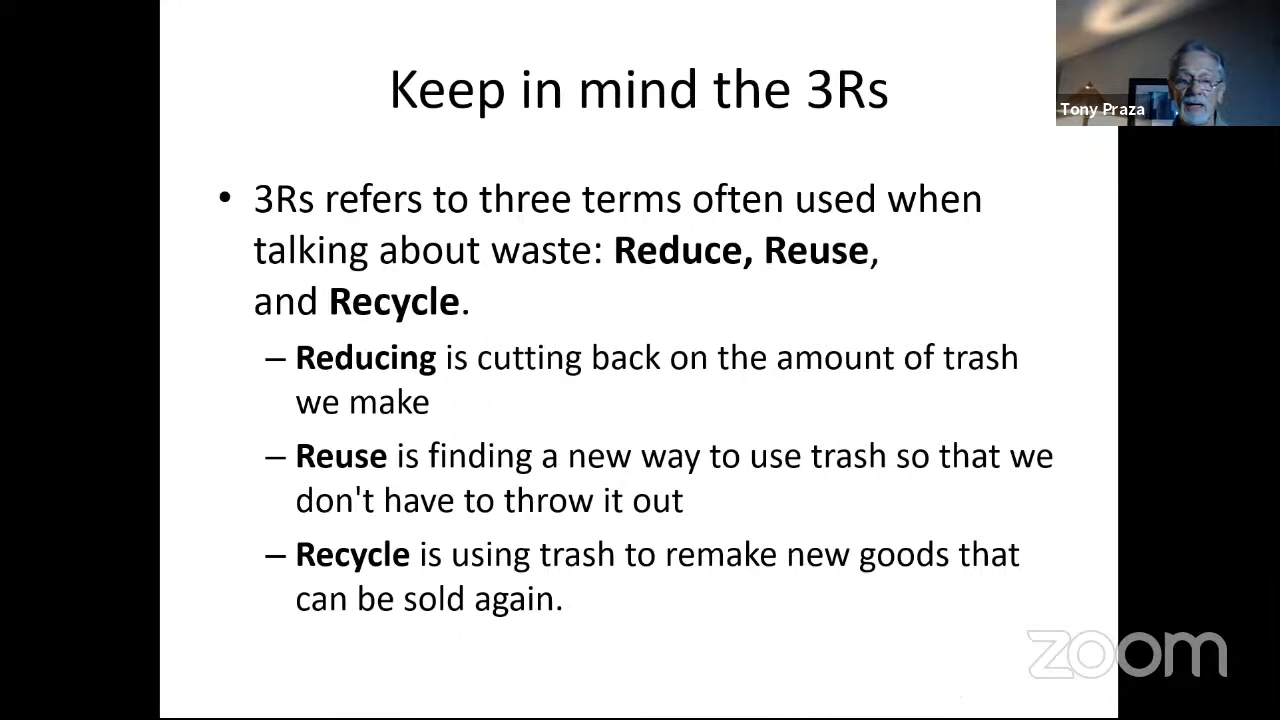 Keep in mind the 3Rs
Tony Praza
• 3Rs refers to three terms often used when
talking about waste: Reduce, Reuse,
and Recycle.
– Reducing is cutting back on the amount of trash
we make
– Reuse is finding a new way to use trash so that we
don't have to throw it out
– Recycle is using trash to remake new goods that
can be sold again.
zoom